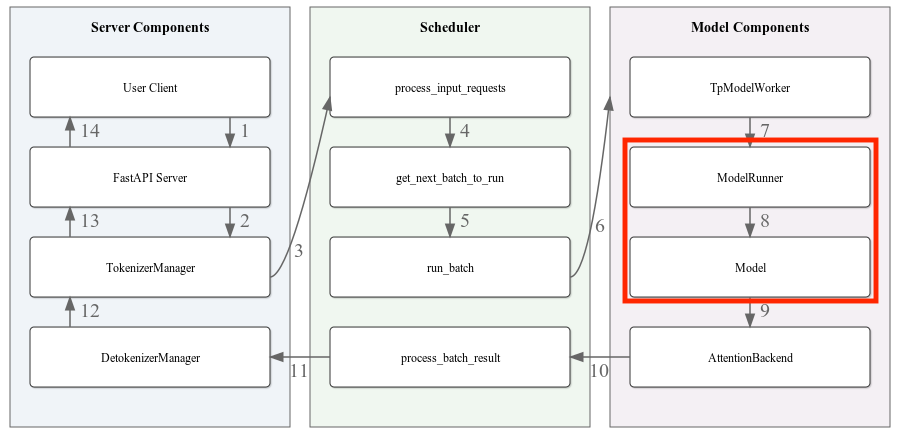 Server Components
Scheduler
Model Components
User Client
process_input_requests
TpModelWorker
14
1
4
7
FastAPI Server
get_next_batch_to_run
ModelRunner
13
2
3
5
6
8
TokenizerManager
run_batch
Model
12
9
DetokenizerManager
process_batch_result
AttentionBackend
11
10